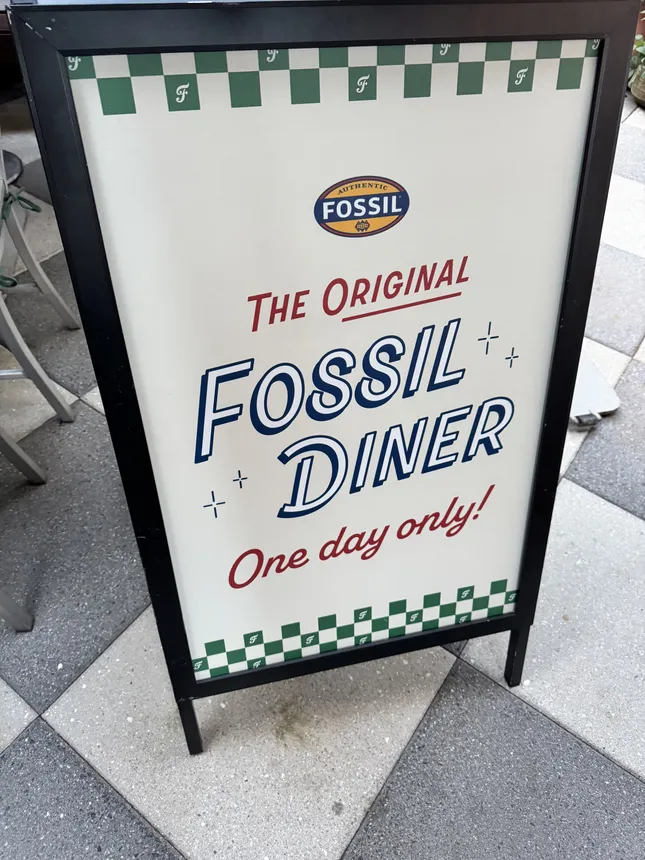 AUTHENTIC
FOSSIL
THE ORIGINAL
FOSSIL
DINER
One day only!